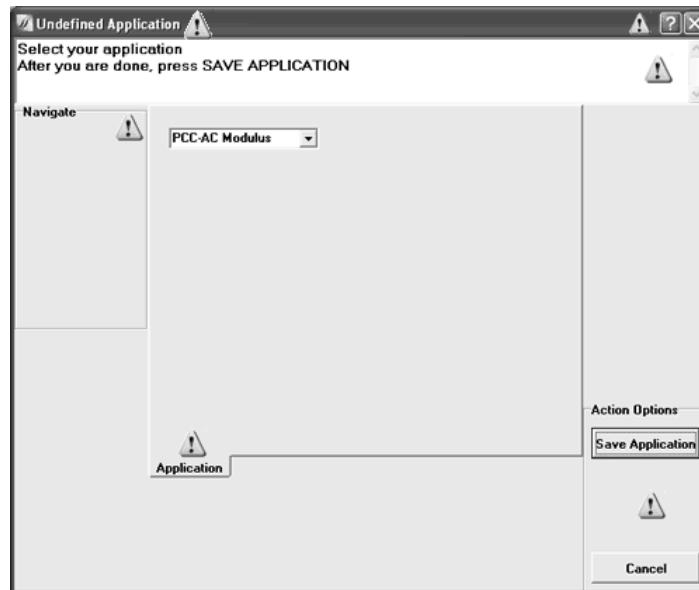 Undefined Application
Select your application
After you are done, press SAVE APPLICATION
Navigate
PCC-AC Modulus
Application
Action Options
Save Application
Cancel